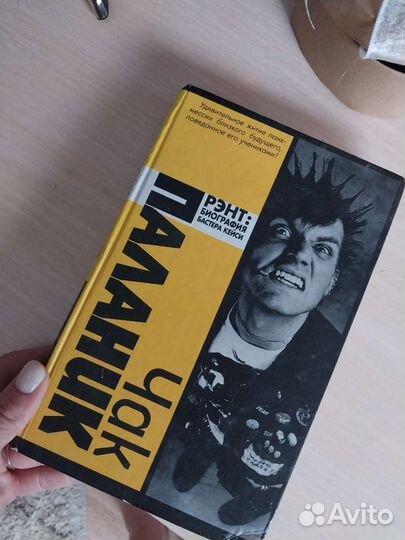 Удивительное житие панк-
мессии близкого будущего,
поведанное его учениками!
РЭНТ:
БИОГРАФИЯ
БАСТЕРА КЕЙСИ
Чак
ПАЛАНИК
Avito